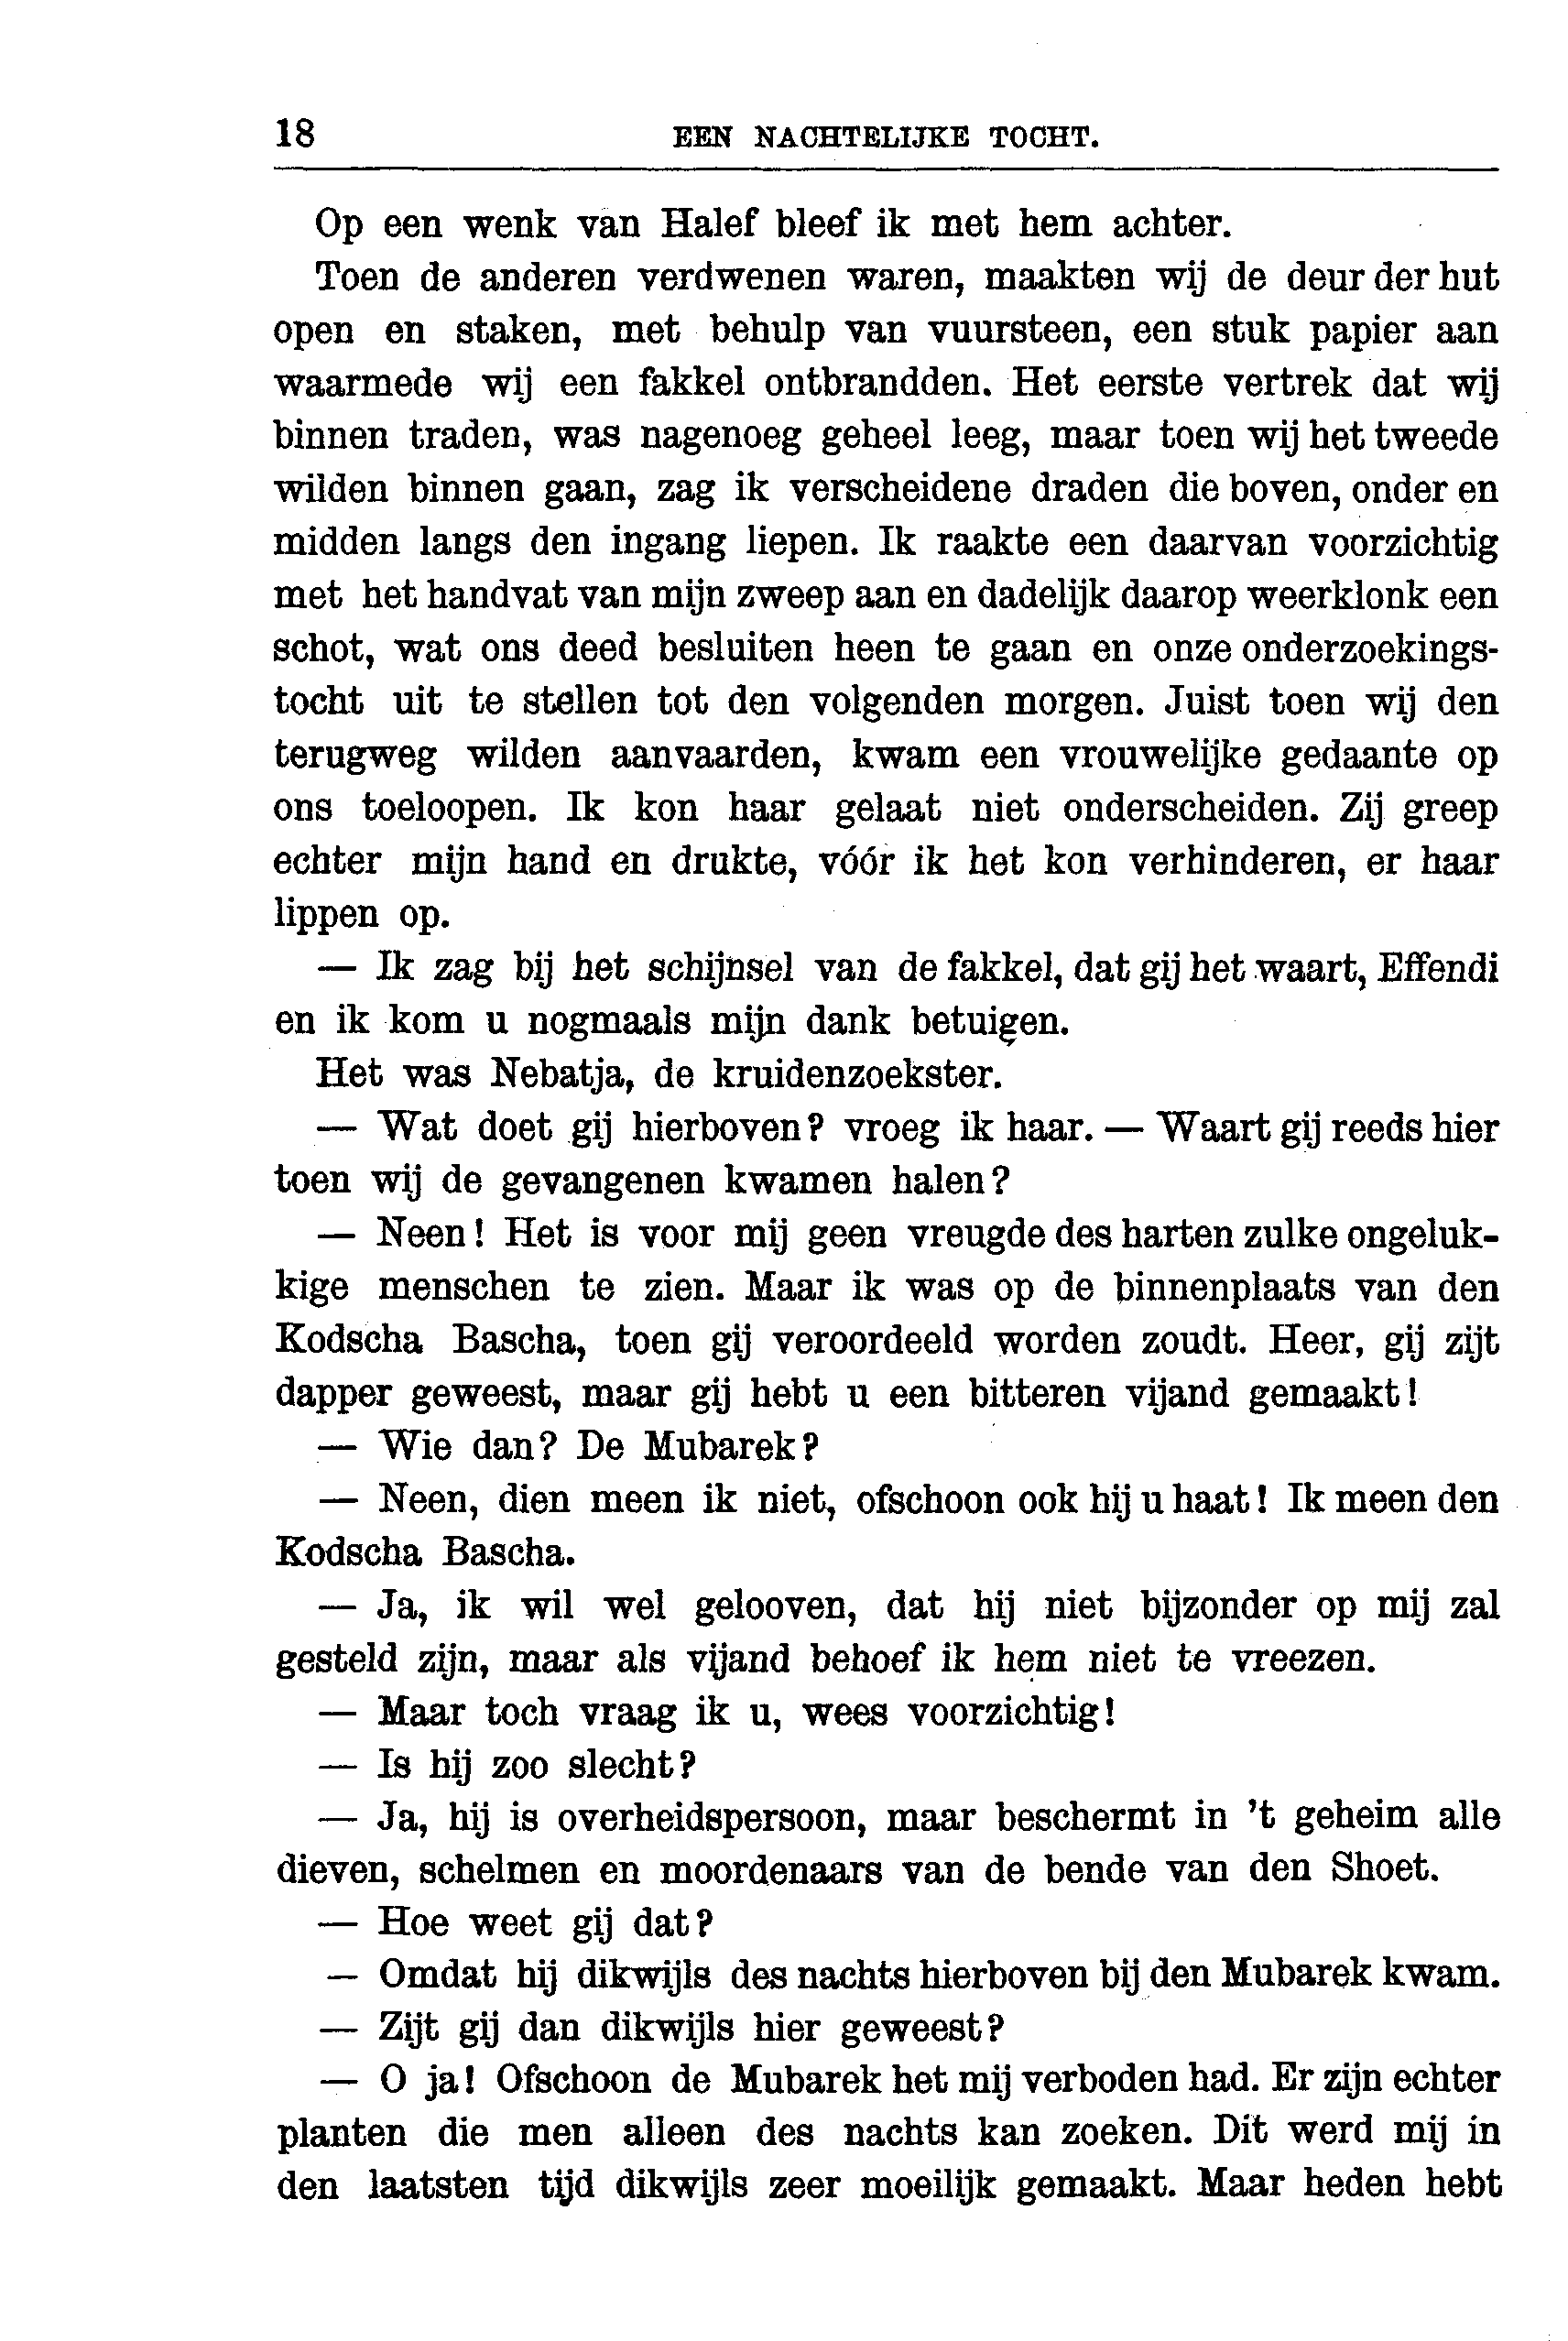 18 EEN NACHTELIJKE TOCHT.
Op een wenk van Halef bleef ik met hem achter.
Toen de anderen verdwenen waren, maakten wij de deur der hut
open en staken, met behulp van vuursteen, een stuk papier aan
waarmede wij een fakkel ontbrandden. Het eerste vertrek dat wij
binnen traden, was nagenoeg geheel leeg, maar toen wij het tweede
wilden binnen gaan, zag ik verscheidene draden die boven, onder en
midden langs den ingang liepen. Ik raakte een daarvan voorzichtig
met het handvat van mijn zweep aan en dadelijk daarop weerklonk een
schot, wat ons deed besluiten heen te gaan en onze onderzoekings-
tocht uit te stellen tot den volgenden morgen. Juist toen wij den
terugweg wilden aanvaarden, kwam een vrouwelijke gedaante op
ons toeloopen. Ik kon haar gelaat niet onderscheiden. Zij greep
echter mijn hand en drukte, vóór ik het kon verhinderen, er haar
lippen op.
— Ik zag bij het schijnsel van de fakkel, dat gij het waart, Effendi
en ik kom u nogmaals mijn dank betuigen.
Het was Nebatja, de kruidenzoekster.
— Wat doet gij hierboven? vroeg ik haar. — Waart gij reeds hier
toen wij de gevangenen kwamen halen?
— Neen! Het is voor mij geen vreugde des harten zulke ongeluk-
kige menschen te zien. Maar ik was op de binnenplaats van den
Kodscha Bascha, toen gij veroordeeld worden zoudt. Heer, gij zijt
dapper geweest, maar gij hebt u een bitteren vijand gemaakt!
— Wie dan? De Mubarek?
— Neen, dien meen ik niet, ofschoon ook hij u haat! Ik meen den
Kodscha Bascha.
— Ja, ik wil wel gelooven, dat hij niet bijzonder op mij zal
gesteld zijn, maar als vijand behoef ik hem niet te vreezen.
— Maar toch vraag ik u, wees voorzichtig!
— Is hij zoo slecht?
— Ja, hij is overheidspersoon, maar beschermt in 't geheim alle
dieven, schelmen en moordenaars van de bende van den Shoet.
— Hoe weet gij dat?
— Omdat hij dikwijls des nachts hierboven bij den Mubarek kwam.
— Zijt gij dan dikwijls hier geweest?
— O ja! Ofschoon de Mubarek het mij verboden had. Er zijn echter
planten die men alleen des nachts kan zoeken. Dit werd mij in
den laatsten tijd dikwijls zeer moeilijk gemaakt. Maar heden hebt